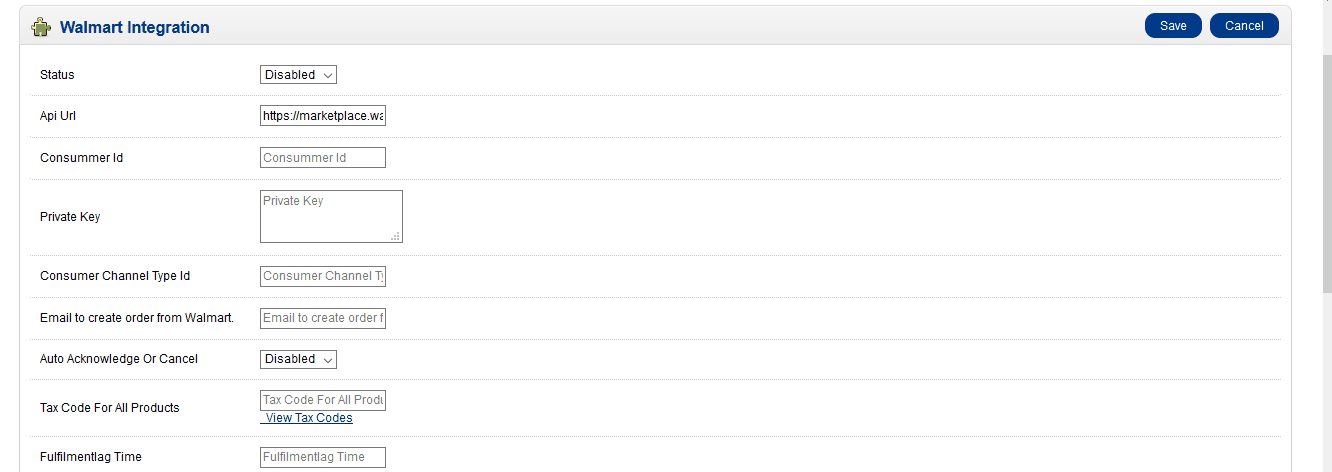 Walmart Integration Save Cancel
Status Disabled
Api Url https://marketplace.wa
Consummer Id Consummer Id
Private Key Private Key
Consumer Channel Type Id Consumer Channel Ty
Email to create order from Walmart. Email to create order f
Auto Acknowledge Or Cancel Disabled
Tax Code For All Products Tax Code For All Produ
View Tax Codes
Fulfilmentlag Time Fulfilmentlag Time